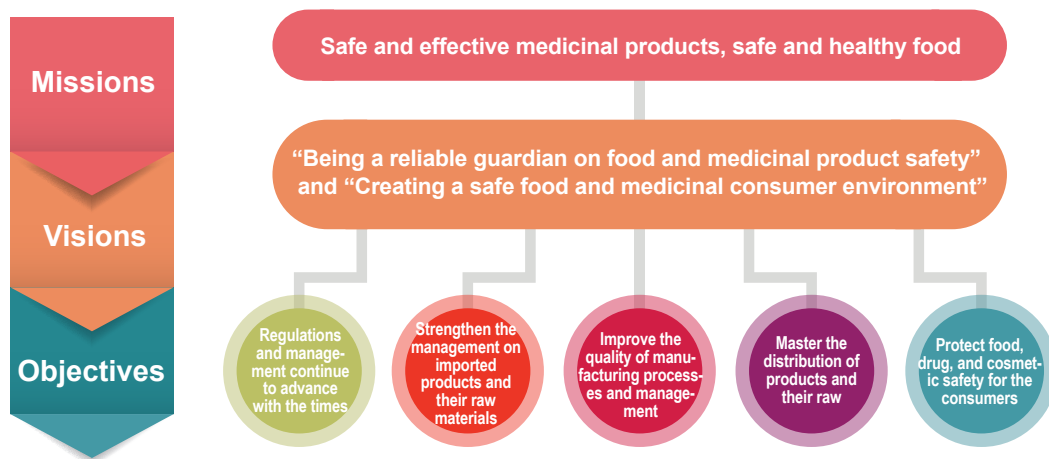 Missions
Safe and effective medicinal products, safe and healthy food
Visions
“Being a reliable guardian on food and medicinal product safety”
and “Creating a safe food and medicinal consumer environment”
Objectives
Regulations
and manage-
ment continue
to advance
with the times
Strengthen the
management on
imported
products and
their raw
materials
Improve the
quality of manu-
facturing process-
es and manage-
ment
Master the
distribution of
products and
their raw
Protect food,
drug, and cosmet-
ic safety for the
consumers